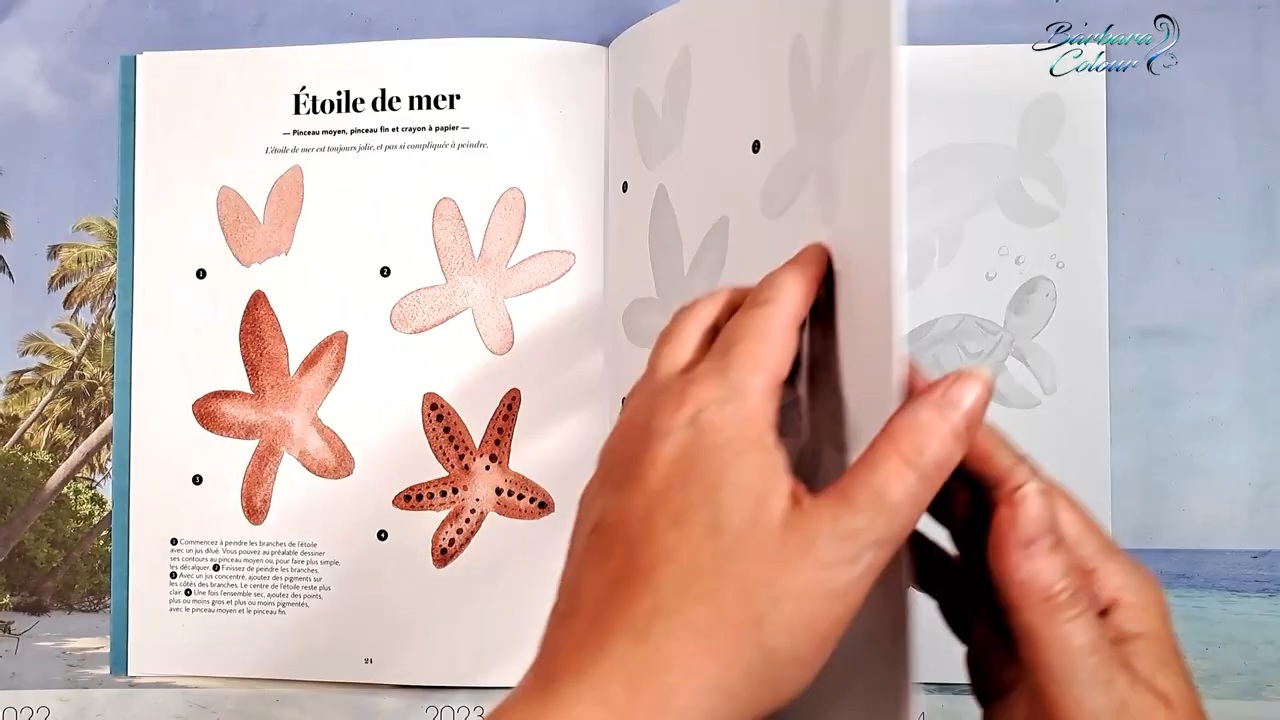 Bárbara
Colour
Étoile de mer
— Pinceau moyen, pinceau fin et crayon à papier —
L'étoile de mer est toujours jolie, et pas si compliquée à peindre.
1
2
3
4
1 Commencez à peindre les branches de l'étoile
avec un jus dilué. Vous pouvez au préalable dessiner
ses contours au pinceau moyen ou, pour faire plus simple,
les décalquer. 2 Finissez de peindre les branches.
3 Avec un jus concentré, ajoutez des pigments sur
les côtés des branches. Le centre de l'étoile reste plus
clair. 4 Une fois l'ensemble sec, ajoutez des points,
plus ou moins gros et plus ou moins pigmentés,
avec le pinceau moyen et le pinceau fin.
24
1
2
2023